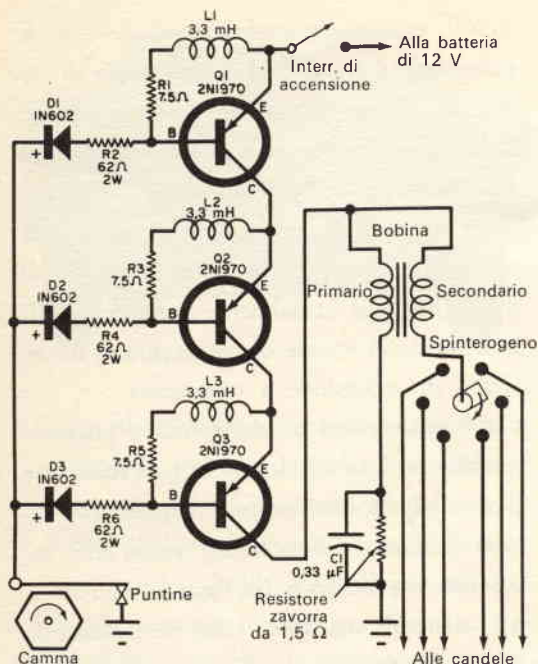 L1
3,3 mH
Alla batteria
di 12 V
Interr. di
accensione
Q1
2N1970
R1
7.5Ω
E
B
C
D1
IN602
+
R2
62Ω
2W
L2
3,3 mH
Q2
2N1970
R3
7.5Ω
E
B
C
D2
IN602
+
R4
62Ω
2W
L3
3,3 mH
Q3
2N1970
R5
7.5Ω
E
B
C
D3
IN602
+
R6
62Ω
2W
Bobina
Primario
Secondario
Spinterogeno
C1
0,33 µF
Resistore
zavorra
da 1,5 Ω
Puntine
Camma
Alle candele